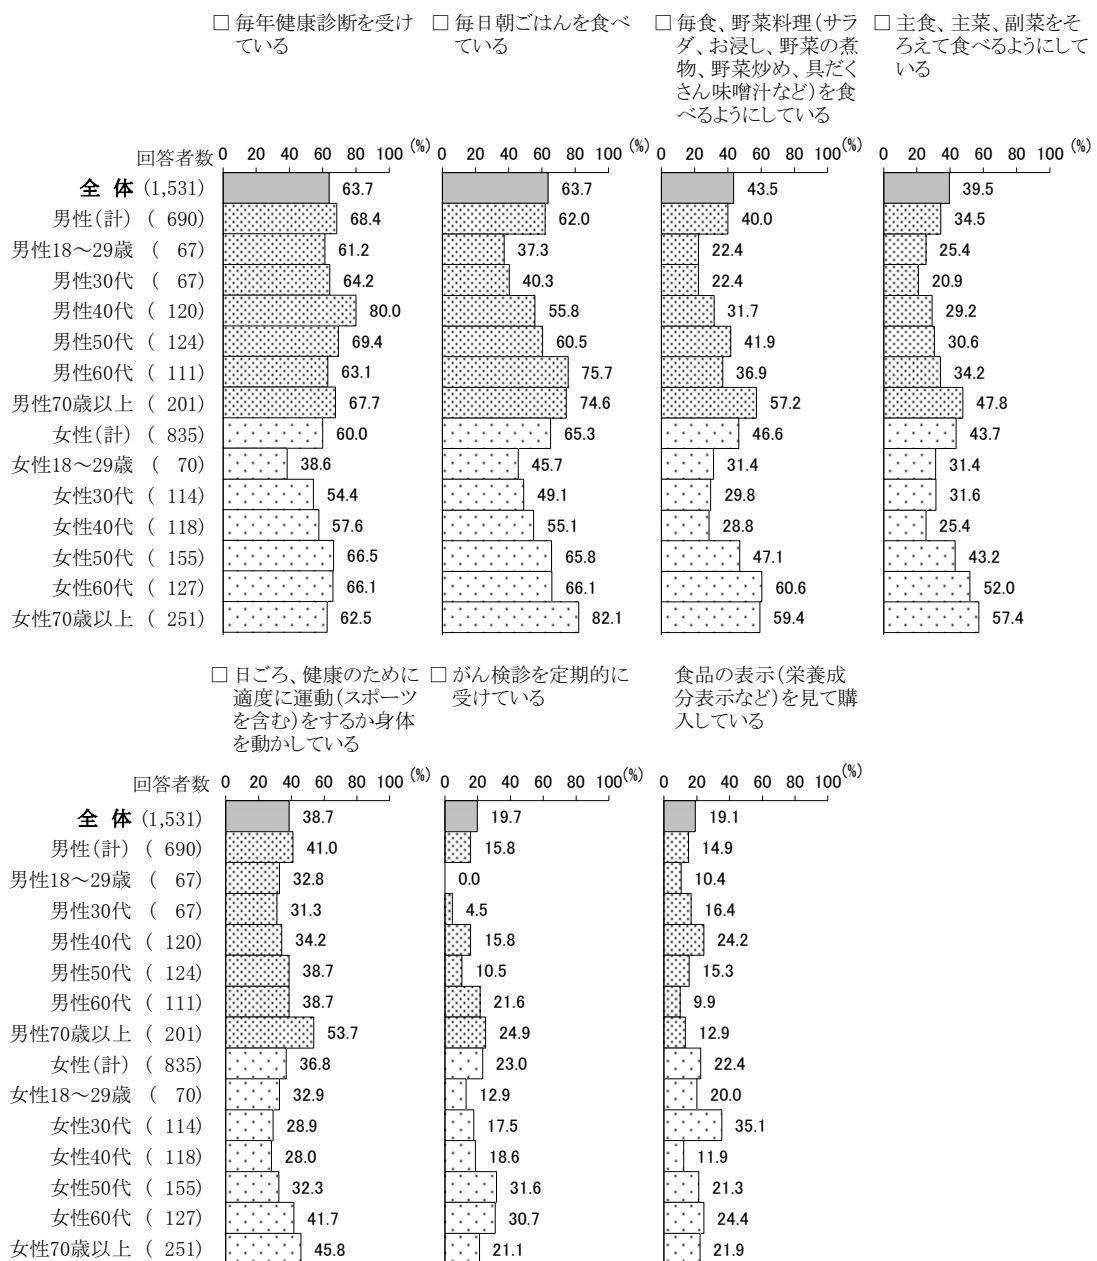 □ 毎年健康診断を受け
ている
□ 毎日朝ごはんを食べ
ている
□ 毎食、野菜料理(サラ
ダ、お浸し、野菜の煮
物、野菜炒め、具だく
さん味噌汁など)を食
べるようにしている
□ 主食、主菜、副菜をそ
ろえて食べるようにして
いる
回答者数 0 20 40 60 80 100 (%) 0 20 40 60 80 100 (%) 0 20 40 60 80 100 (%) 0 20 40 60 80 100 (%)
全 体 (1,531) 63.7 63.7 43.5 39.5
男性(計) ( 690) 68.4 62.0 40.0 34.5
男性18～29歳 ( 67) 61.2 37.3 22.4 25.4
男性30代 ( 67) 64.2 40.3 22.4 20.9
男性40代 ( 120) 80.0 55.8 31.7 29.2
男性50代 ( 124) 69.4 60.5 41.9 30.6
男性60代 ( 111) 63.1 75.7 36.9 34.2
男性70歳以上 ( 201) 67.7 74.6 57.2 47.8
女性(計) ( 835) 60.0 65.3 46.6 43.7
女性18～29歳 ( 70) 38.6 45.7 31.4 31.4
女性30代 ( 114) 54.4 49.1 29.8 31.6
女性40代 ( 118) 57.6 55.1 28.8 25.4
女性50代 ( 155) 66.5 65.8 47.1 43.2
女性60代 ( 127) 66.1 66.1 60.6 52.0
女性70歳以上 ( 251) 62.5 82.1 59.4 57.4
□ 日ごろ、健康のために
適度に運動(スポーツ
を含む)をするか身体
を動かしている
□ がん検診を定期的に
受けている
食品の表示(栄養成
分表示など)を見て購
入している
回答者数 0 20 40 60 80 100 (%) 0 20 40 60 80 100 (%) 0 20 40 60 80 100 (%)
全 体 (1,531) 38.7 19.7 19.1
男性(計) ( 690) 41.0 15.8 14.9
男性18～29歳 ( 67) 32.8 0.0 10.4
男性30代 ( 67) 31.3 4.5 16.4
男性40代 ( 120) 34.2 15.8 24.2
男性50代 ( 124) 38.7 10.5 15.3
男性60代 ( 111) 38.7 21.6 9.9
男性70歳以上 ( 201) 53.7 24.9 12.9
女性(計) ( 835) 36.8 23.0 22.4
女性18～29歳 ( 70) 32.9 12.9 20.0
女性30代 ( 114) 28.9 17.5 35.1
女性40代 ( 118) 28.0 18.6 11.9
女性50代 ( 155) 32.3 31.6 21.3
女性60代 ( 127) 41.7 30.7 24.4
女性70歳以上 ( 251) 45.8 21.1 21.9